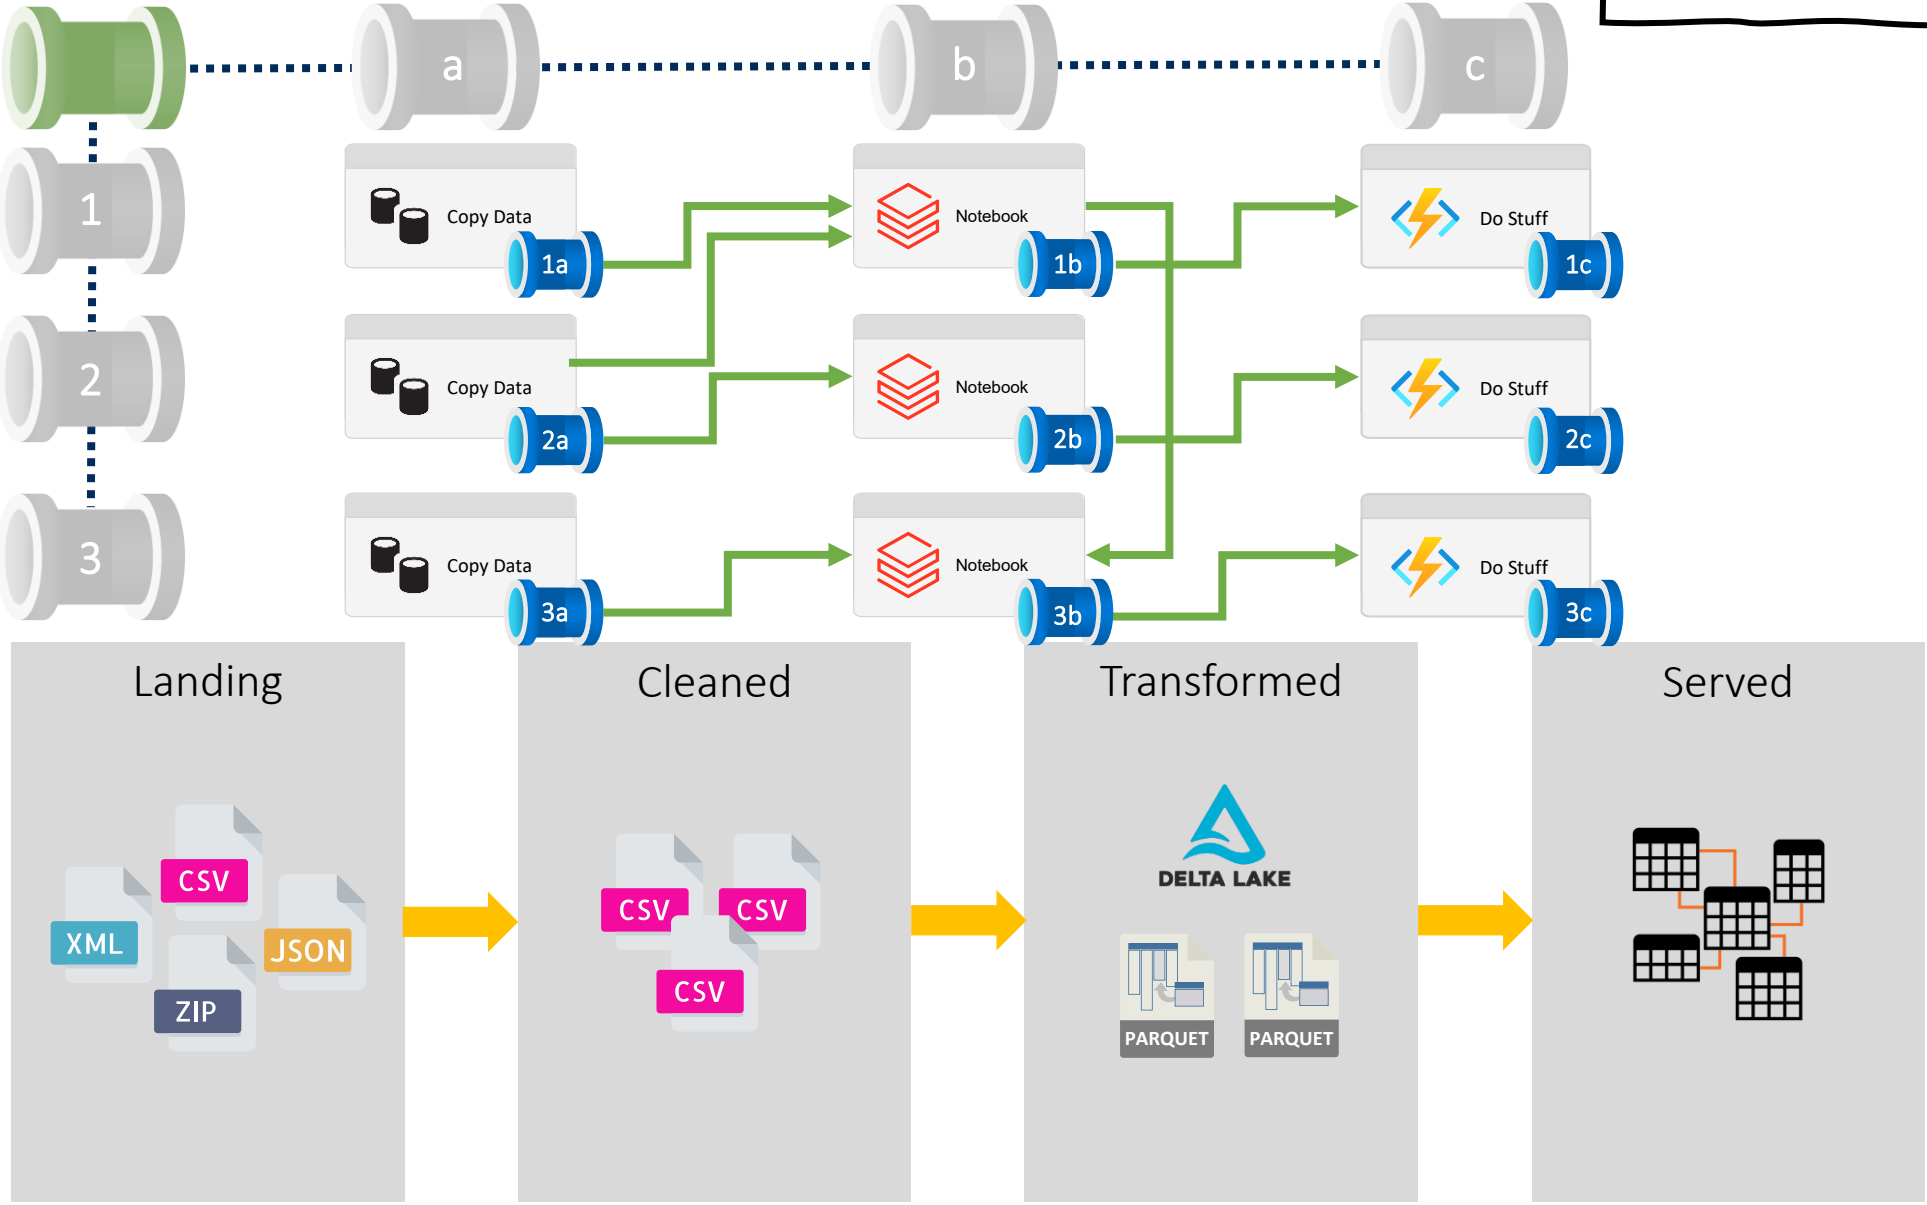 a
b
c
1
Copy Data
1a
Notebook
1b
Do Stuff
1c
2
Copy Data
2a
Notebook
2b
Do Stuff
2c
3
Copy Data
3a
Notebook
3b
Do Stuff
3c
Landing
Cleaned
Transformed
Served
CSV
XML
JSON
ZIP
CSV
CSV
CSV
DELTA LAKE
PARQUET
PARQUET